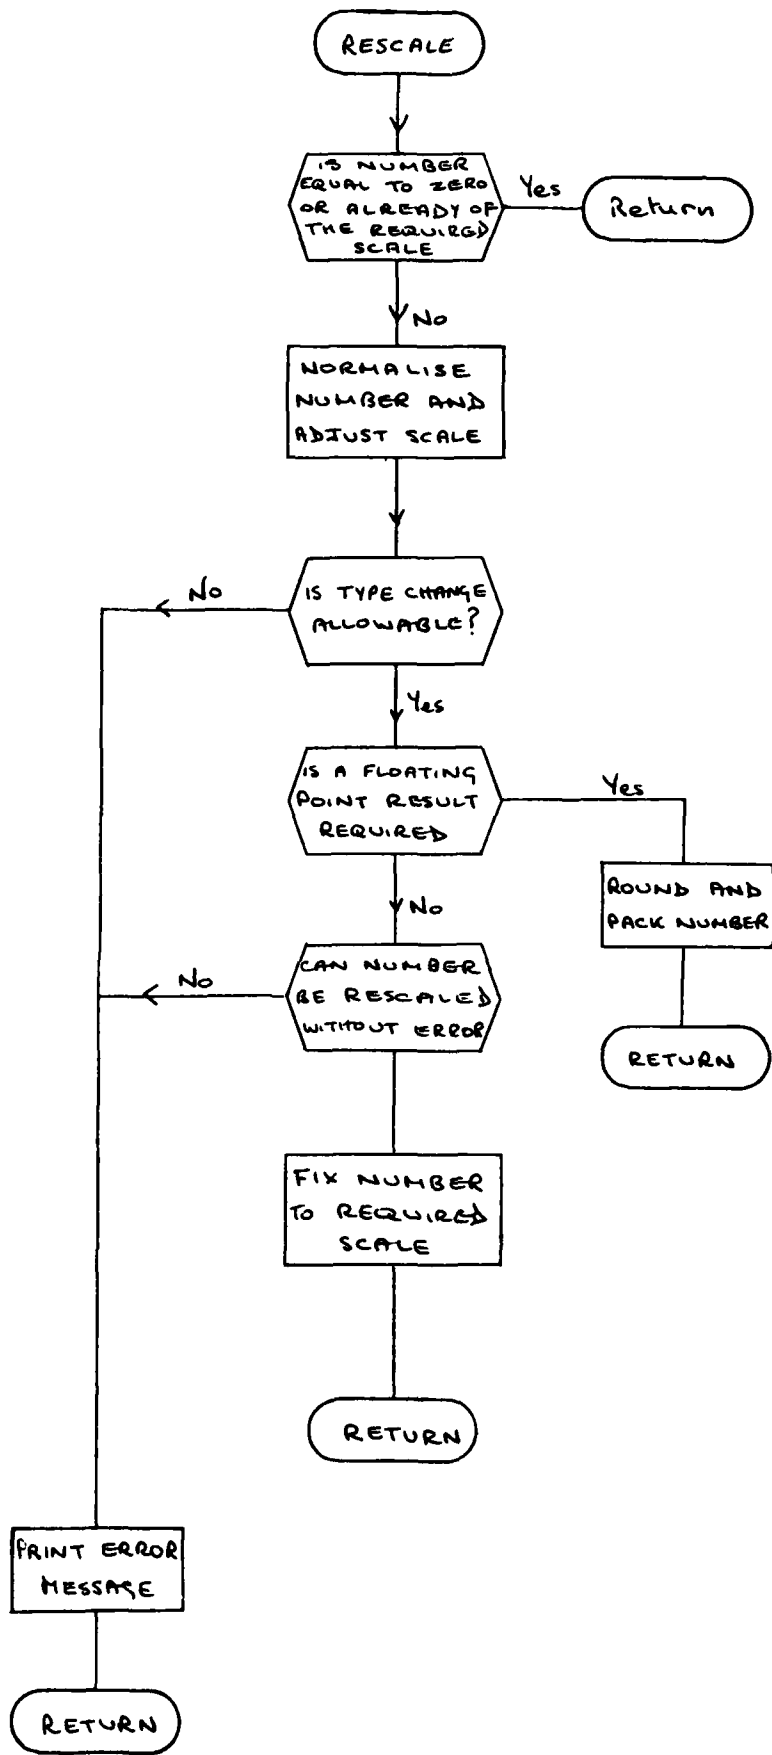 RESCALE
IS NUMBER
EQUAL TO ZERO
OR ALREADY OF
THE REQUIRED
SCALE
Yes
Return
No
NORMALISE
NUMBER AND
ADJUST SCALE
IS TYPE CHANGE
ALLOWABLE?
No
Yes
IS A FLOATING
POINT RESULT
REQUIRED
Yes
ROUND AND
PACK NUMBER
RETURN
No
CAN NUMBER
BE RESCALED
WITHOUT ERROR
No
FIX NUMBER
TO REQUIRED
SCALE
RETURN
PRINT ERROR
MESSAGE
RETURN